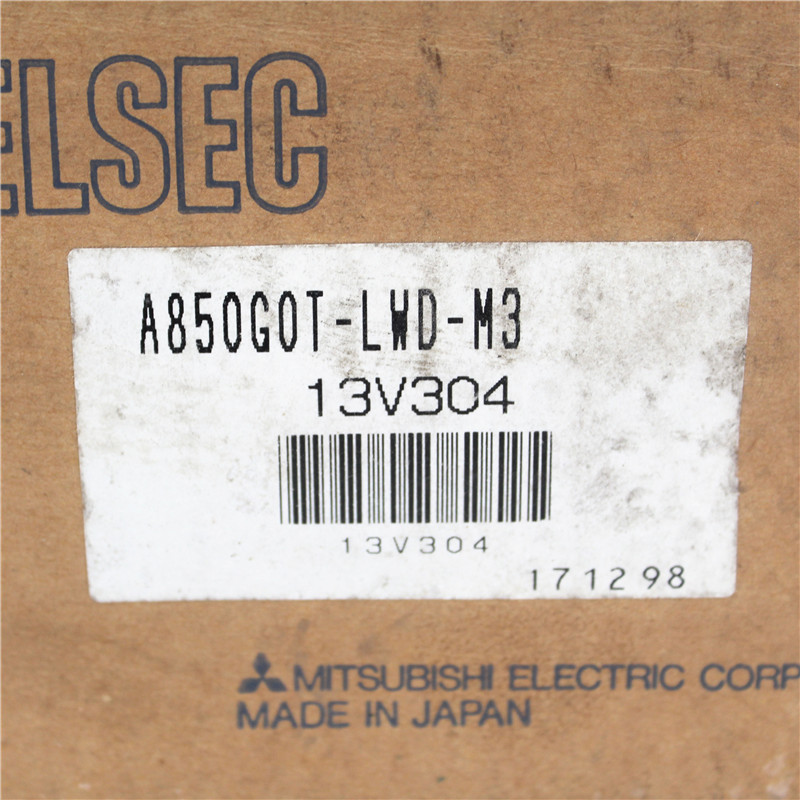 ELSEC
A850GOT-LWD-M3
13V304
13V304
171298
MITSUBISHI ELECTRIC CORP
MADE IN JAPAN